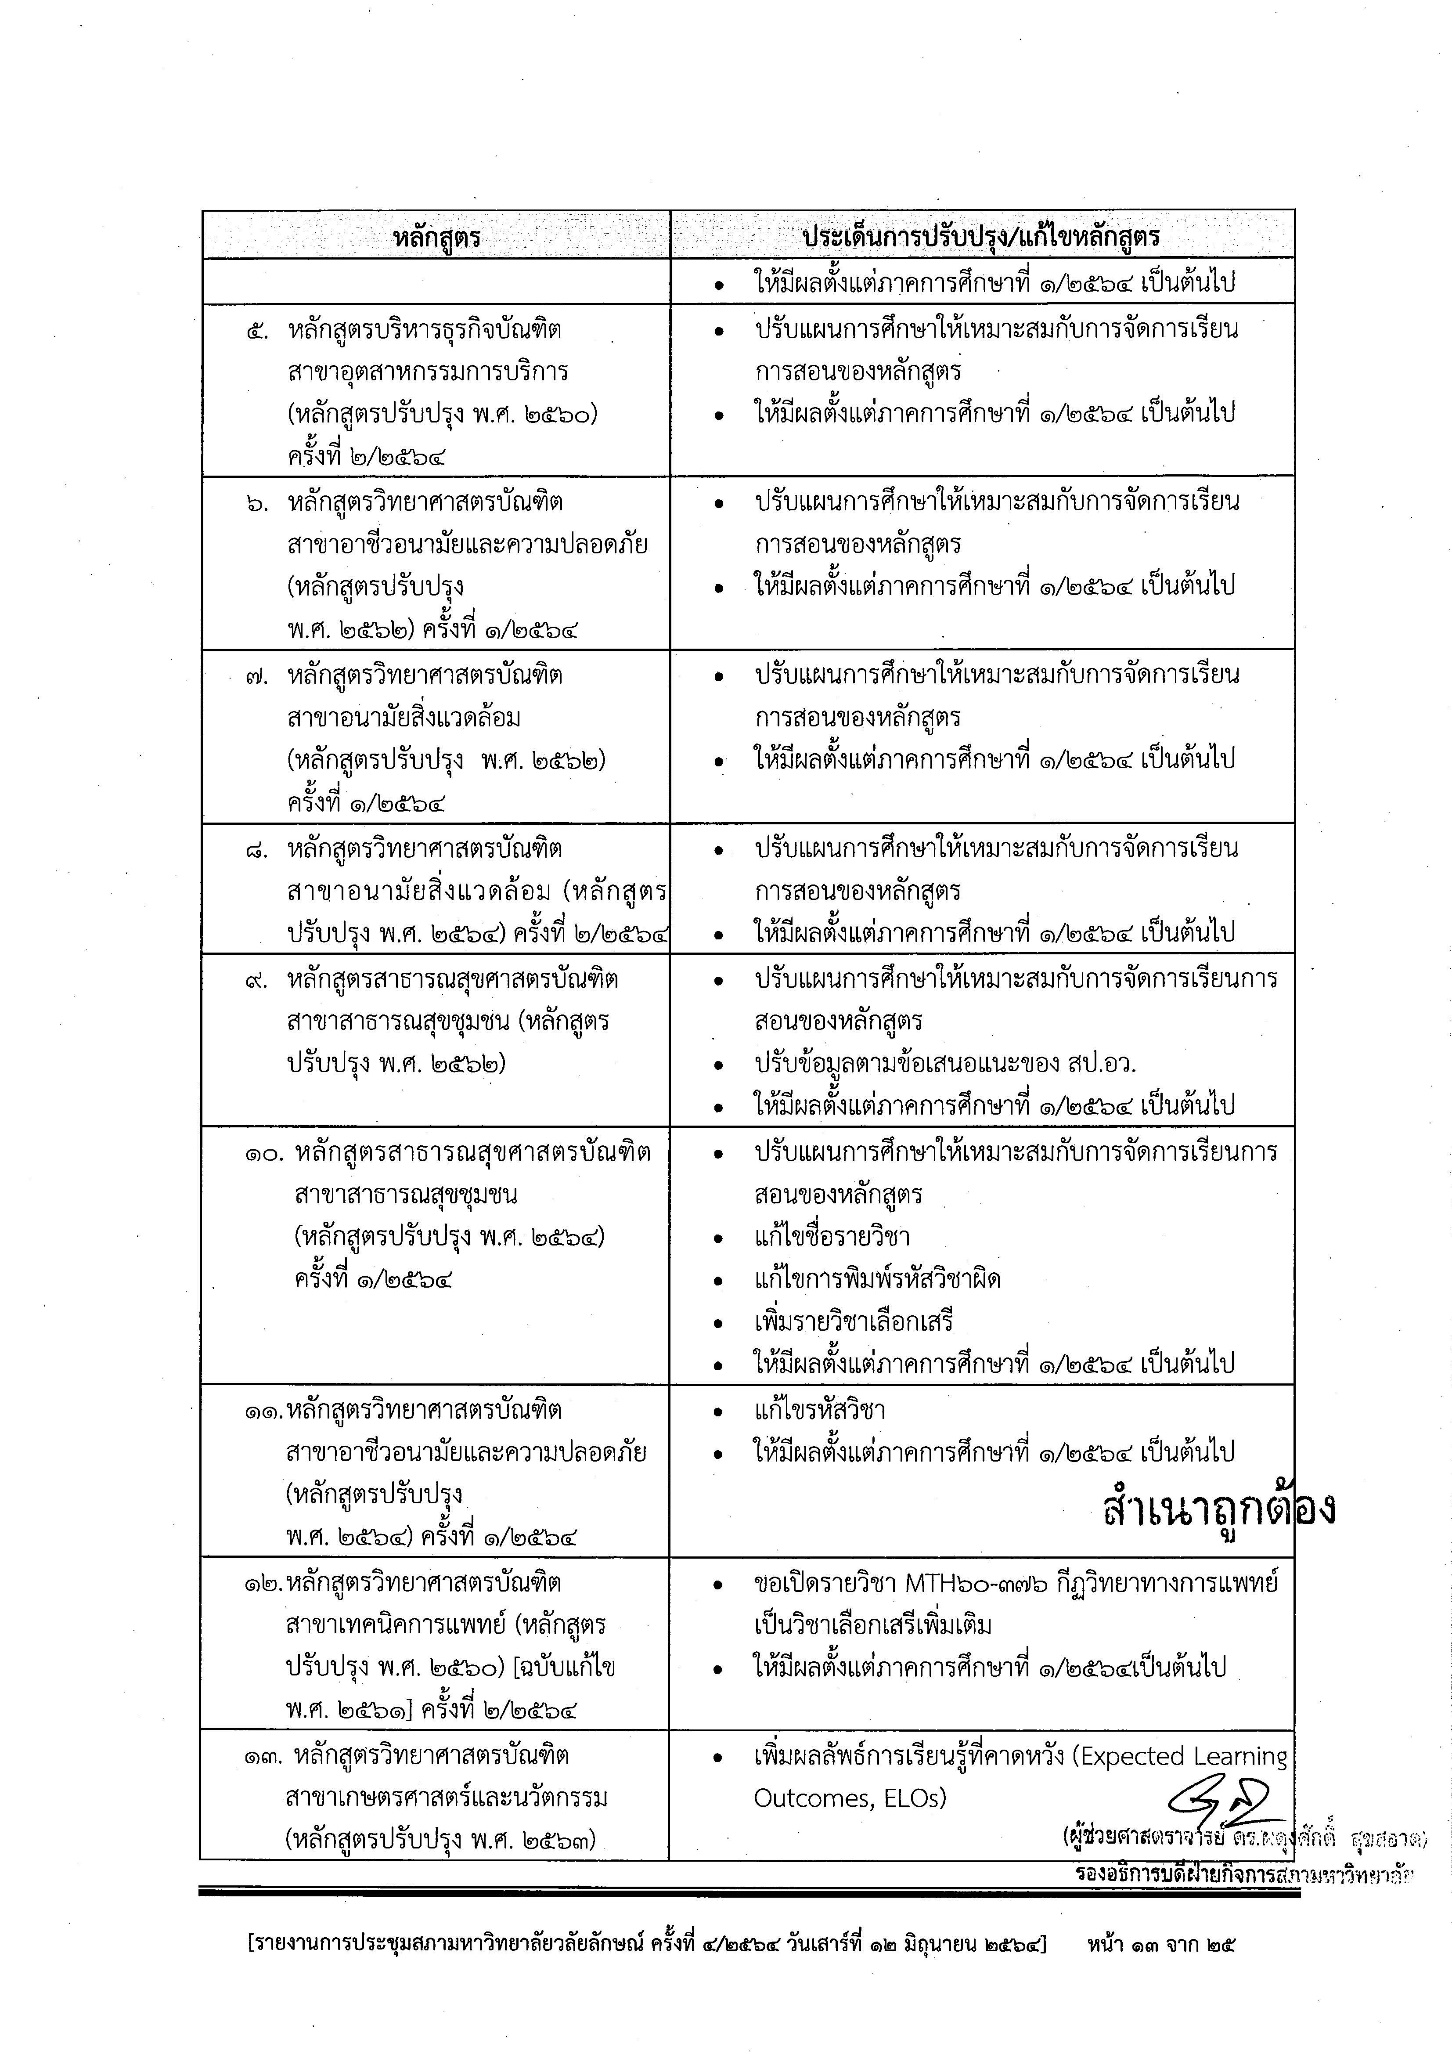 หลักสูตร
ประเด็นการปรับปรุง/แก้ไขหลักสูตร
• ให้มีผลตั้งแต่ภาคการศึกษาที่ ๑/๒๕๖๔ เป็นต้นไป
๕. หลักสูตรบริหารธุรกิจบัณฑิต
สาขาอุตสาหกรรมการบริการ
(หลักสูตรปรับปรุง พ.ศ. ๒๕๖๐)
ครั้งที่ ๒/๒๕๖๔
• ปรับแผนการศึกษาให้เหมาะสมกับการจัดการเรียน
การสอนของหลักสูตร
• ให้มีผลตั้งแต่ภาคการศึกษาที่ ๑/๒๕๖๔ เป็นต้นไป
๖. หลักสูตรวิทยาศาสตรบัณฑิต
สาขาอาชีวอนามัยและความปลอดภัย
(หลักสูตรปรับปรุง
พ.ศ. ๒๕๖๒) ครั้งที่ ๑/๒๕๖๔
• ปรับแผนการศึกษาให้เหมาะสมกับการจัดการเรียน
การสอนของหลักสูตร
• ให้มีผลตั้งแต่ภาคการศึกษาที่ ๑/๒๕๖๔ เป็นต้นไป
๗. หลักสูตรวิทยาศาสตรบัณฑิต
สาขาอนามัยสิ่งแวดล้อม
(หลักสูตรปรับปรุง พ.ศ. ๒๕๖๒)
ครั้งที่ ๑/๒๕๖๔
• ปรับแผนการศึกษาให้เหมาะสมกับการจัดการเรียน
การสอนของหลักสูตร
• ให้มีผลตั้งแต่ภาคการศึกษาที่ ๑/๒๕๖๔ เป็นต้นไป
๘. หลักสูตรวิทยาศาสตรบัณฑิต
สาขาอนามัยสิ่งแวดล้อม (หลักสูตร
ปรับปรุง พ.ศ. ๒๕๖๔) ครั้งที่ ๒/๒๕๖๔
• ปรับแผนการศึกษาให้เหมาะสมกับการจัดการเรียน
การสอนของหลักสูตร
• ให้มีผลตั้งแต่ภาคการศึกษาที่ ๑/๒๕๖๔ เป็นต้นไป
๙. หลักสูตรสาธารณสุขศาสตรบัณฑิต
สาขาสาธารณสุขชุมชน (หลักสูตร
ปรับปรุง พ.ศ. ๒๕๖๒)
• ปรับแผนการศึกษาให้เหมาะสมกับการจัดการเรียนการ
สอนของหลักสูตร
• ปรับข้อมูลตามข้อเสนอแนะของ สป.อว.
• ให้มีผลตั้งแต่ภาคการศึกษาที่ ๑/๒๕๖๔ เป็นต้นไป
๑๐. หลักสูตรสาธารณสุขศาสตรบัณฑิต
สาขาสาธารณสุขชุมชน
(หลักสูตรปรับปรุง พ.ศ. ๒๕๖๔)
ครั้งที่ ๑/๒๕๖๔
• ปรับแผนการศึกษาให้เหมาะสมกับการจัดการเรียนการ
สอนของหลักสูตร
• แก้ไขชื่อรายวิชา
• แก้ไขการพิมพ์รหัสวิชาผิด
• เพิ่มรายวิชาเลือกเสรี
• ให้มีผลตั้งแต่ภาคการศึกษาที่ ๑/๒๕๖๔ เป็นต้นไป
๑๑.หลักสูตรวิทยาศาสตรบัณฑิต
สาขาอาชีวอนามัยและความปลอดภัย
(หลักสูตรปรับปรุง
พ.ศ. ๒๕๖๔) ครั้งที่ ๑/๒๕๖๔
• แก้ไขรหัสวิชา
• ให้มีผลตั้งแต่ภาคการศึกษาที่ ๑/๒๕๖๔ เป็นต้นไป
สำเนาถูกต้อง
๑๒.หลักสูตรวิทยาศาสตรบัณฑิต
สาขาเทคนิคการแพทย์ (หลักสูตร
ปรับปรุง พ.ศ. ๒๕๖๐) [ฉบับแก้ไข
พ.ศ. ๒๕๖๑] ครั้งที่ ๒/๒๕๖๔
• ขอเปิดรายวิชา MTH๖๐-๓๗๖ กีฏวิทยาทางการแพทย์
เป็นวิชาเลือกเสรีเพิ่มเติม
• ให้มีผลตั้งแต่ภาคการศึกษาที่ ๑/๒๕๖๔เป็นต้นไป
๑๓. หลักสูตรวิทยาศาสตรบัณฑิต
สาขาเกษตรศาสตร์และนวัตกรรม
(หลักสูตรปรับปรุง พ.ศ. ๒๕๖๓)
• เพิ่มผลลัพธ์การเรียนรู้ที่คาดหวัง (Expected Learning
Outcomes, ELOs)
(ผู้ช่วยศาสตราจารย์ ดร.ผดุงศักดิ์ สุขสอาด)
รองอธิการบดีฝ่ายกิจการสภามหาวิทยาลัย
[รายงานการประชุมสภามหาวิทยาลัยวลัยลักษณ์ ครั้งที่ ๔/๒๕๖๔ วันเสาร์ที่ ๑๒ มิถุนายน ๒๕๖๔] หน้า ๑๓ จาก ๒๕